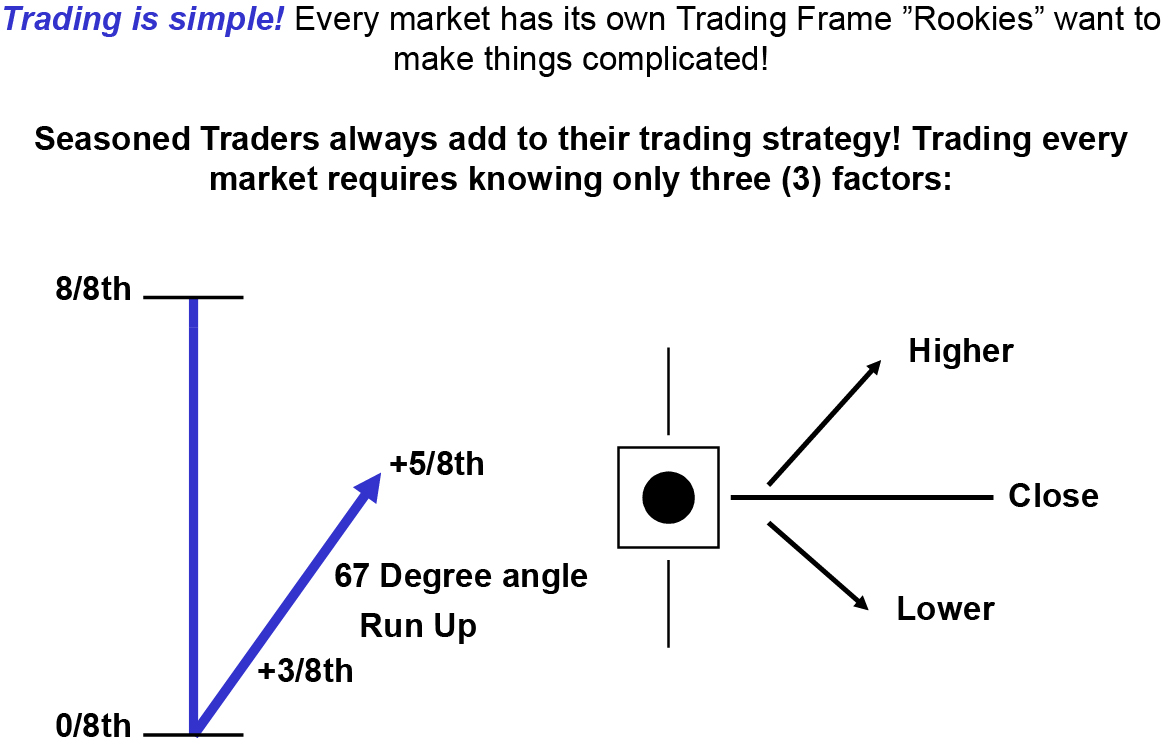 Trading is simple! Every market has its own Trading Frame ”Rookies” want to
make things complicated!
Seasoned Traders always add to their trading strategy! Trading every
market requires knowing only three (3) factors:
8/8th
+5/8th
67 Degree angle
Run Up
+3/8th
0/8th
Higher
Close
Lower